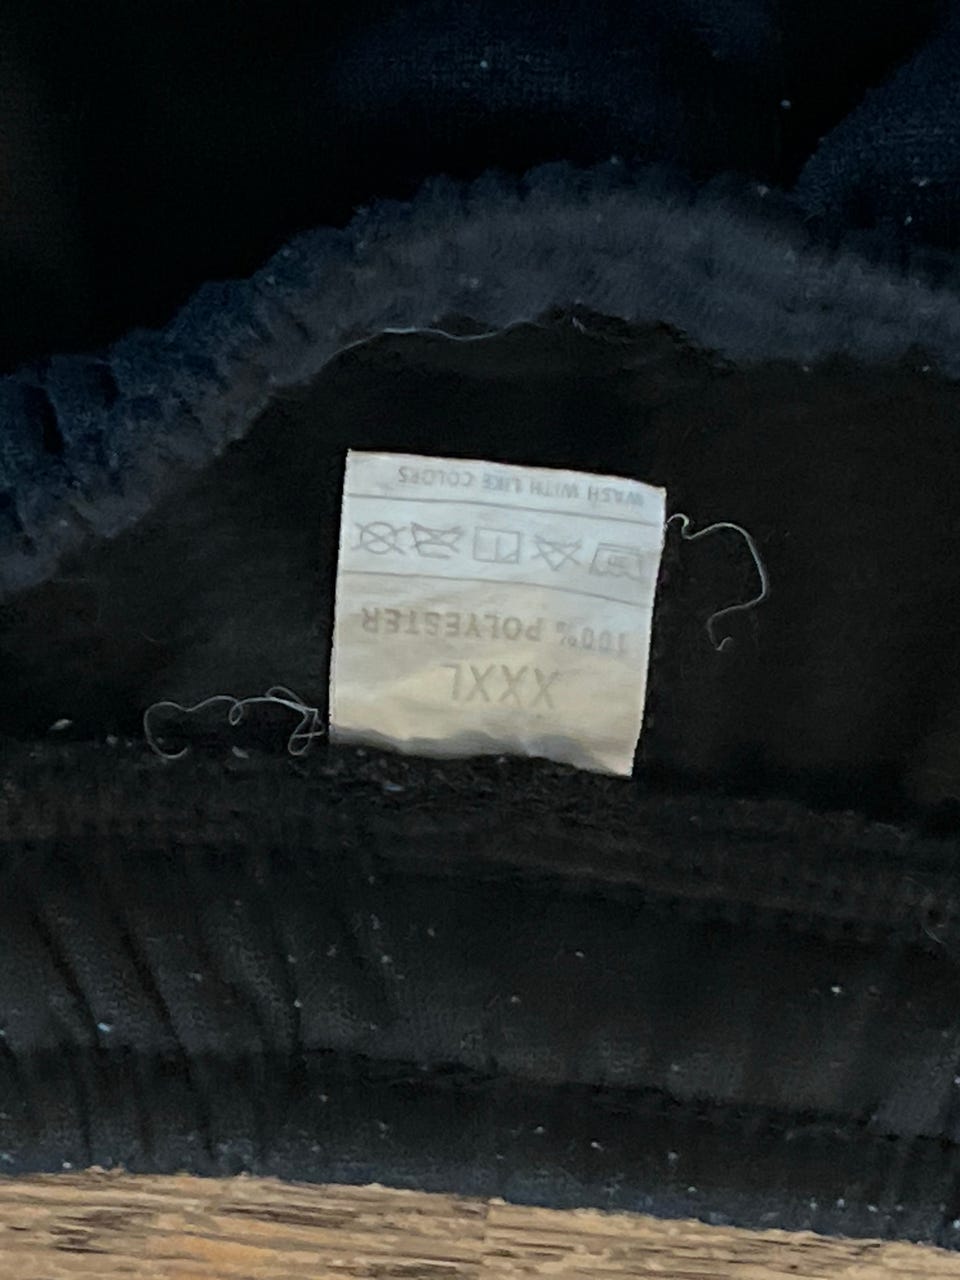 XXXL
100% POLYESTER
WASH WITH LIKE COLORS